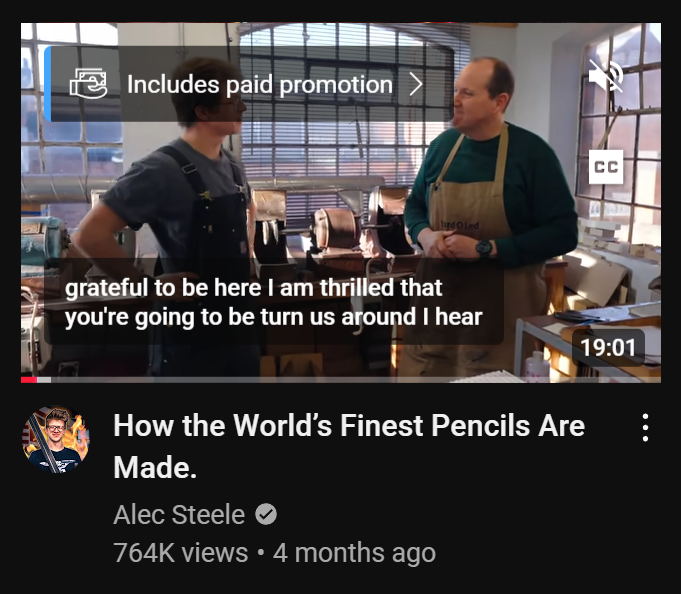 Includes paid promotion
CC
grateful to be here I am thrilled that
you're going to be turn us around I hear
19:01
How the World’s Finest Pencils Are
Made.
Alec Steele
764K views • 4 months ago